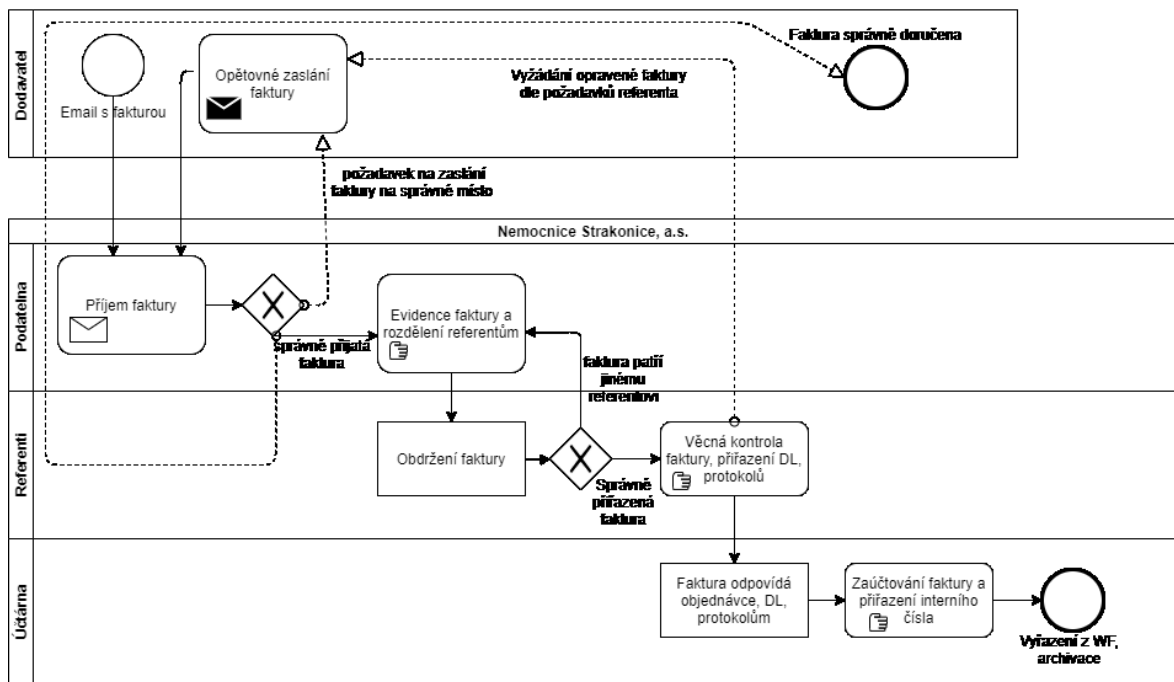 Dodavatel
Email s fakturou
Opětovné zaslání
faktury
Vyžádání opravené faktury
dle požadavků referenta
Faktura správně doručena
požadavek na zaslání
faktury na správné místo
Nemocnice Strakonice, a.s.
Podatelna
Příjem faktury
správně přijatá
faktura
Evidence faktury a
rozdělení referentům
faktura patří
jinému
referentovi
Referenti
Obdržení faktury
Správně
přiřazená
faktura
Věcná kontrola
faktury, přiřazení DL,
protokolů
Účtárna
Faktura odpovídá
objednávce, DL,
protokolům
Zaúčtování faktury a
přiřazení interního
čísla
Vyřazení z WF,
archivace